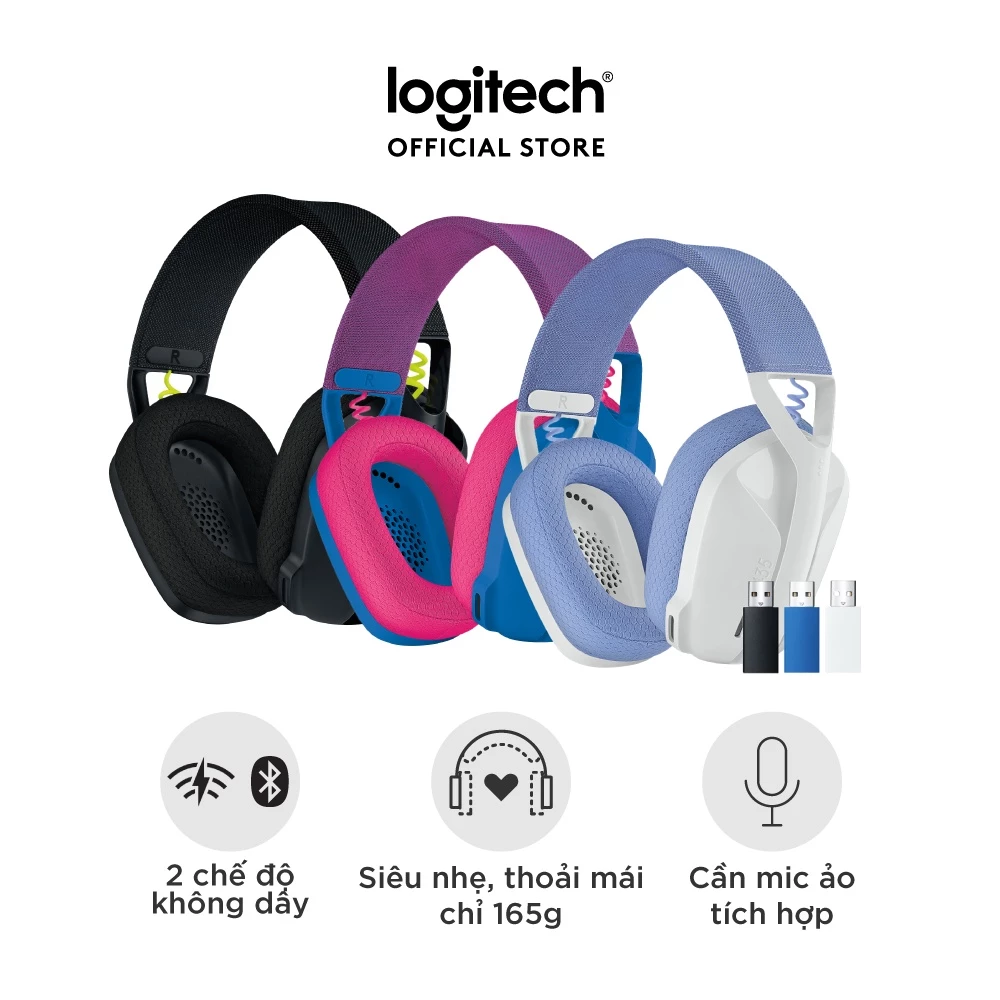 logitech®
OFFICIAL STORE
R
R
R
2 chế độ
không dây
Siêu nhẹ, thoải mái
chỉ 165g
Cần mic ảo
tích hợp